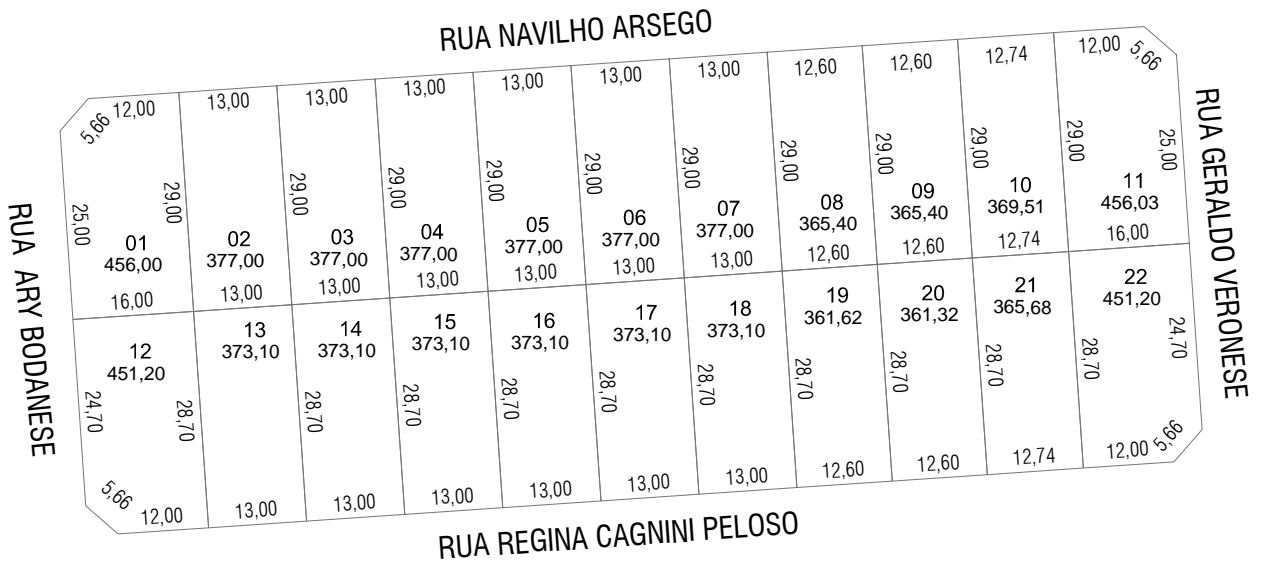 RUA NAVILHO ARSEGO
5,66 12,00 13,00 13,00 13,00 13,00 13,00 13,00 12,60 12,60 12,74 12,00 5,66
25,00 29,00 29,00 29,00 29,00 29,00 29,00 29,00 29,00 29,00 29,00 25,00
01 02 03 04 05 06 07 08 09 10 11
456,00 377,00 377,00 377,00 377,00 377,00 377,00 365,40 365,40 369,51 456,03
16,00 13,00 13,00 13,00 13,00 13,00 13,00 12,60 12,60 12,74 16,00
RUA ARY BODANESE
RUA GERALDO VERONESE
12 13 14 15 16 17 18 19 20 21 22
451,20 373,10 373,10 373,10 373,10 373,10 373,10 361,62 361,32 365,68 451,20
24,70 28,70 28,70 28,70 28,70 28,70 28,70 28,70 28,70 28,70 28,70 24,70
5,66 12,00 13,00 13,00 13,00 13,00 13,00 13,00 12,60 12,60 12,74 12,00 5,66
RUA REGINA CAGNINI PELOSO